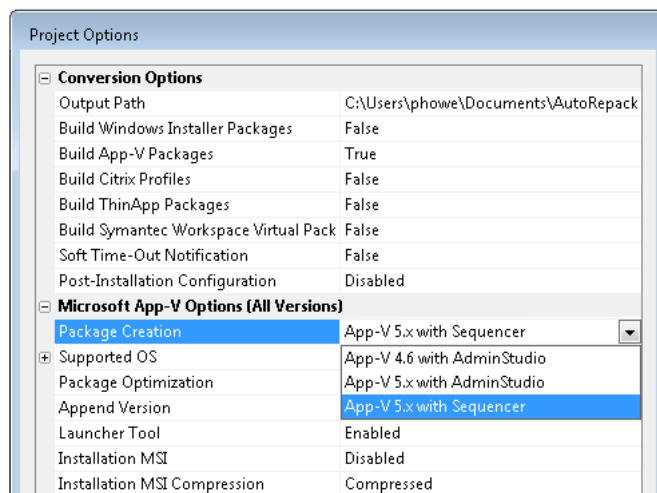 Project Options
Conversion Options
Output Path C:\Users\phowe\Documents\AutoRepack
Build Windows Installer Packages False
Build App-V Packages True
Build Citrix Profiles False
Build ThinApp Packages False
Build Symantec Workspace Virtual Pack False
Soft Time-Out Notification False
Post-Installation Configuration Disabled
Microsoft App-V Options (All Versions)
Package Creation App-V 5.x with Sequencer
Supported OS App-V 4.6 with AdminStudio
Package Optimization App-V 5.x with AdminStudio
Append Version App-V 5.x with Sequencer
Launcher Tool Enabled
Installation MSI Disabled
Installation MSI Compression Compressed